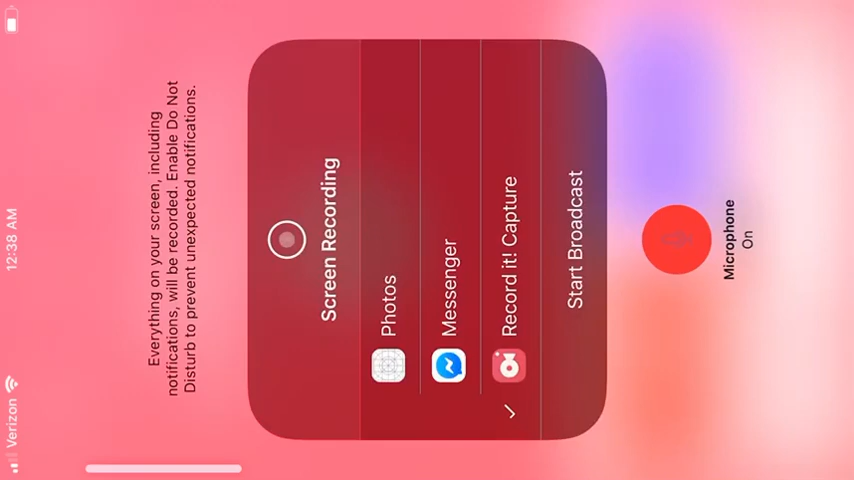 Verizon
12:38 AM
Everything on your screen, including
notifications, will be recorded. Enable Do Not
Disturb to prevent unexpected notifications.
Screen Recording
Photos
Messenger
Record it! Capture
Start Broadcast
Microphone
On